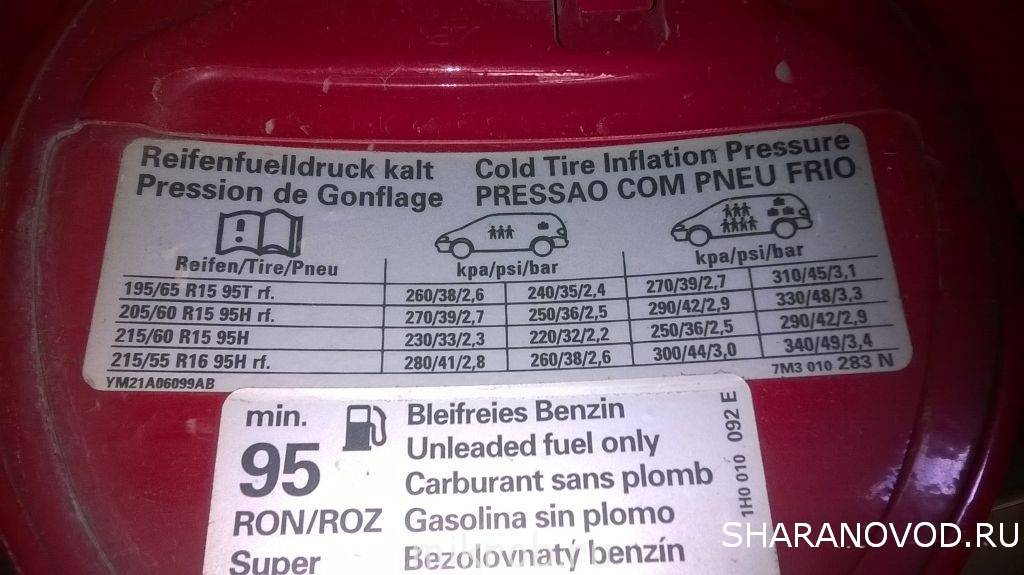 Reifenfuelldruck kalt
Pression de Gonflage
Cold Tire Inflation Pressure
PRESSAO COM PNEU FRIO
Reifen/Tire/Pneu kpa/psi/bar kpa/psi/bar
195/65 R15 95T rf. 260/38/2,6 240/35/2,4 270/39/2,7 310/45/3,1
205/60 R15 95H rf. 270/39/2,7 250/36/2,5 290/42/2,9 330/48/3,3
215/60 R15 95H 230/33/2,3 220/32/2,2 250/36/2,5 290/42/2,9
215/55 R16 95H rf. 280/41/2,8 260/38/2,6 300/44/3,0 340/49/3,4
YM21A06099AB
7M3 010 283 N
min.
95
RON/ROZ
Super
Bleifreies Benzin
Unleaded fuel only
Carburant sans plomb
Gasolina sin plomo
Bezolovnatý benzín
1H0 010 092 E
SHARANOVOD.RU